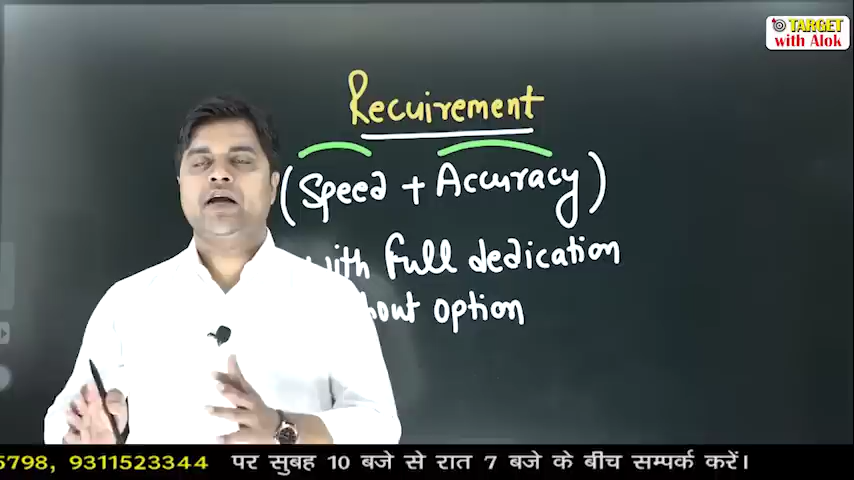 TARGET
with Alok
Recuirement
(Speed + Accuracy)
with full dedication
option
5798, 9311523344 पर सुबह 10 बजे से रात 7 बजे के बीच सम्पर्क करें।